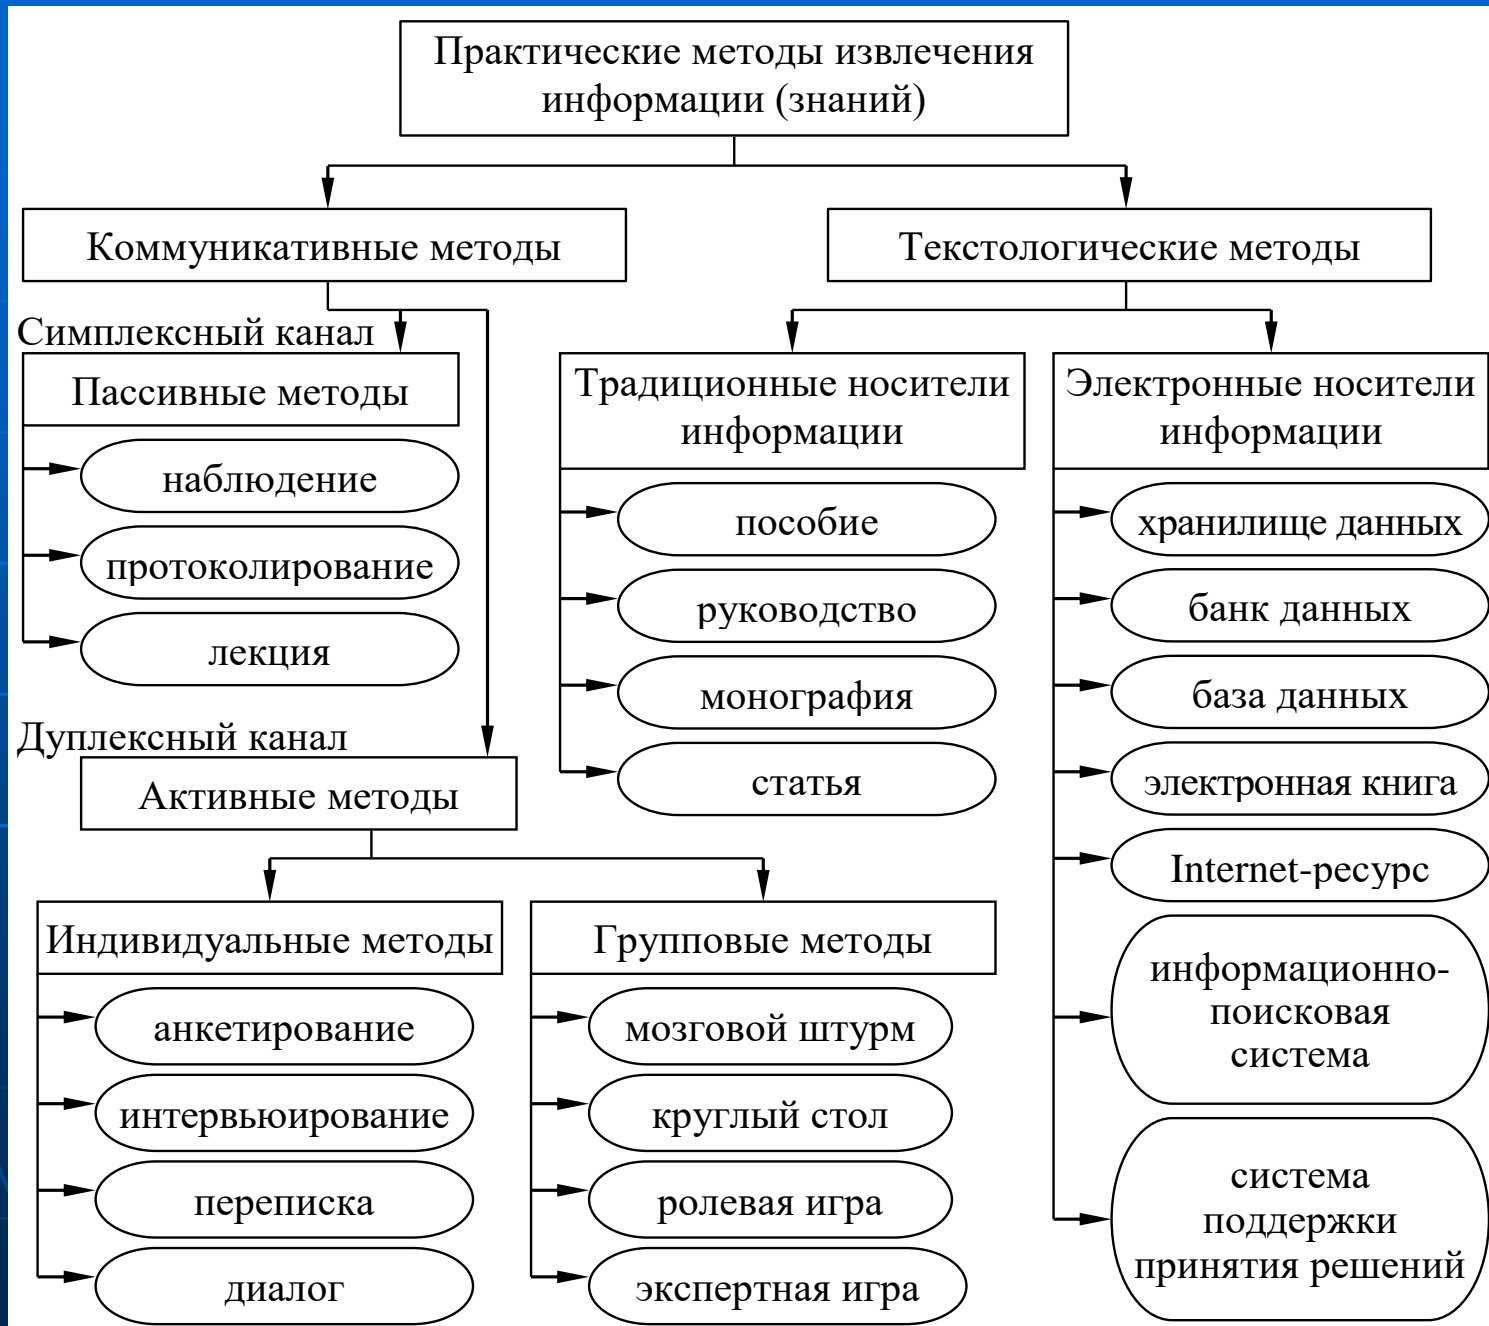 Практические методы извлечения
информации (знаний)
Коммуникативные методы
Текстологические методы
Симплексный канал
Пассивные методы
наблюдение
протоколирование
лекция
Дуплексный канал
Активные методы
Индивидуальные методы
анкетирование
интервьюирование
переписка
диалог
Групповые методы
мозговой штурм
круглый стол
ролевая игра
экспертная игра
Традиционные носители
информации
пособие
руководство
монография
статья
Электронные носители
информации
хранилище данных
банк данных
база данных
электронная книга
Internet-ресурс
информационно-
поисковая
система
система
поддержки
принятия решений